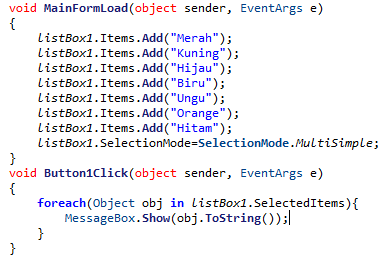 void MainFormLoad(object sender, EventArgs e)
{
listBox1.Items.Add("Merah");
listBox1.Items.Add("Kuning");
listBox1.Items.Add("Hijau");
listBox1.Items.Add("Biru");
listBox1.Items.Add("Ungu");
listBox1.Items.Add("Orange");
listBox1.Items.Add("Hitam");
listBox1.SelectionMode=SelectionMode.MultiSimple;
}
void Button1Click(object sender, EventArgs e)
{
foreach(Object obj in listBox1.SelectedItems){
MessageBox.Show(obj.ToString());
}
}